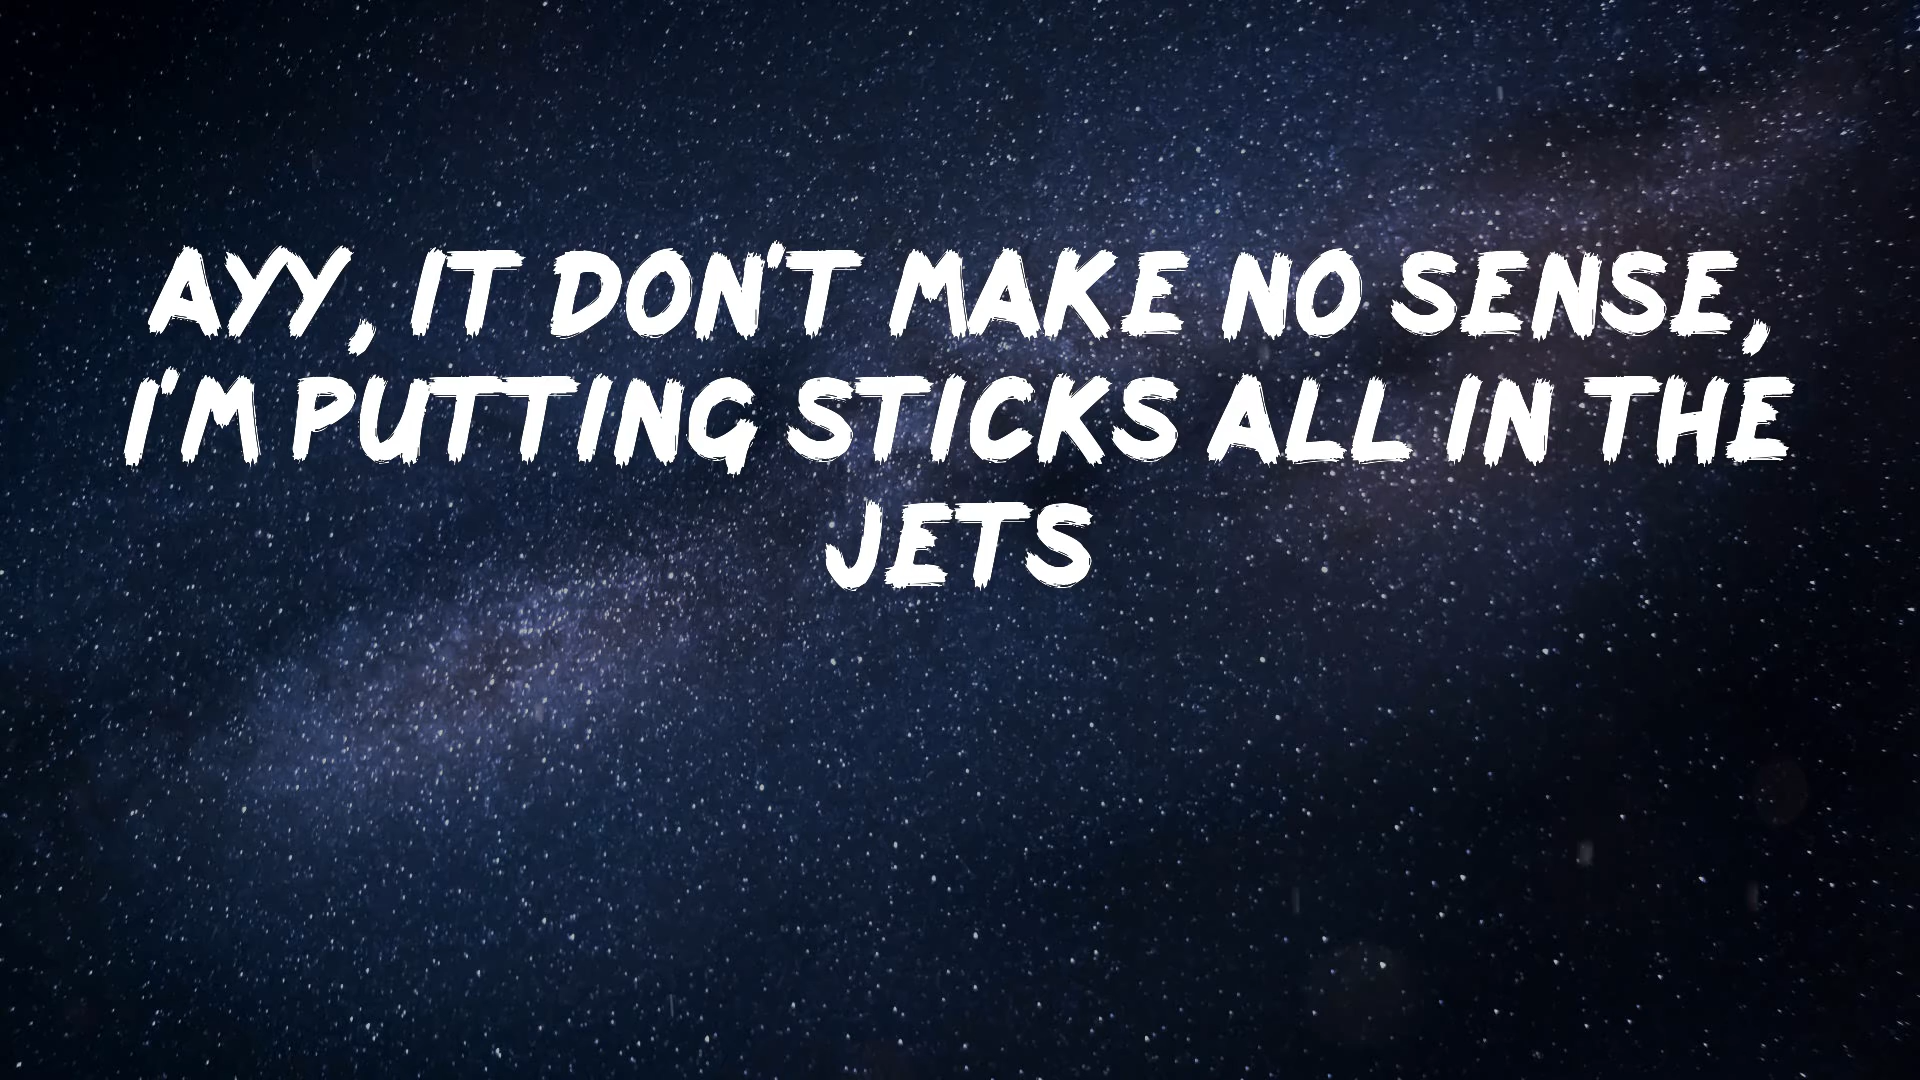 AYY, IT DON'T MAKE NO SENSE,
I'M PUTTING STICKS ALL IN THE
JETS